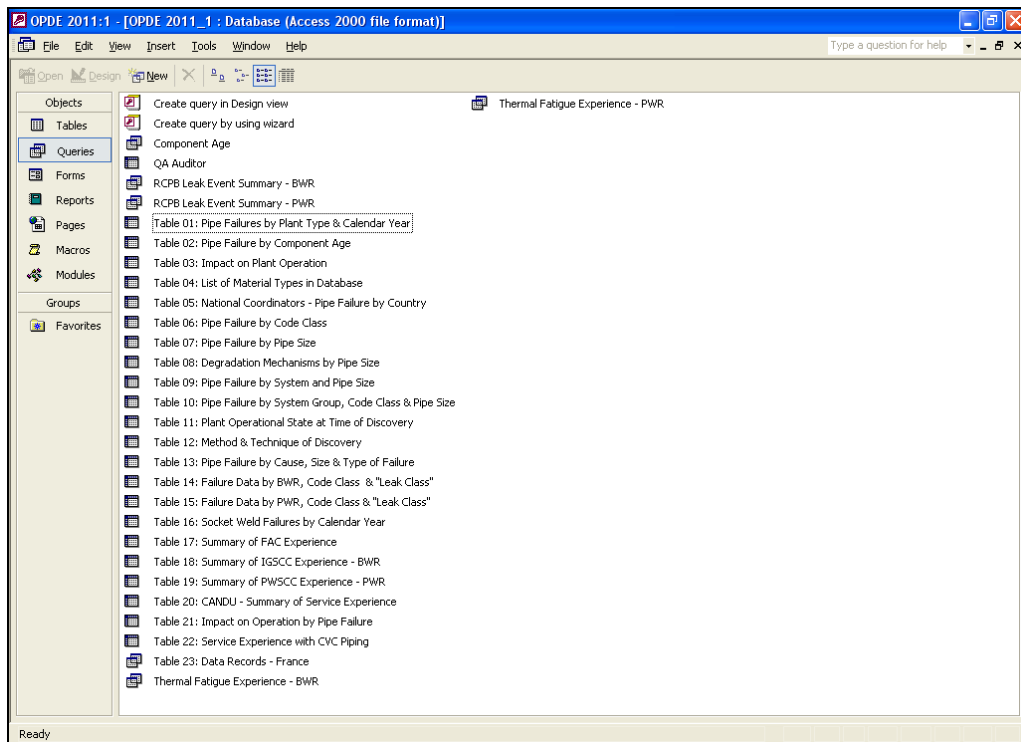 OPDE 2011:1 - [OPDE 2011_1 : Database (Access 2000 file format)]
File Edit View Insert Tools Window Help Type a question for help
Open Design New
Objects
Tables
Queries
Forms
Reports
Pages
Macros
Modules
Groups
Favorites
Create query in Design view
Create query by using wizard
Component Age
QA Auditor
RCPB Leak Event Summary - BWR
RCPB Leak Event Summary - PWR
Table 01: Pipe Failures by Plant Type & Calendar Year
Table 02: Pipe Failure by Component Age
Table 03: Impact on Plant Operation
Table 04: List of Material Types in Database
Table 05: National Coordinators - Pipe Failure by Country
Table 06: Pipe Failure by Code Class
Table 07: Pipe Failure by Pipe Size
Table 08: Degradation Mechanisms by Pipe Size
Table 09: Pipe Failure by System and Pipe Size
Table 10: Pipe Failure by System Group, Code Class & Pipe Size
Table 11: Plant Operational State at Time of Discovery
Table 12: Method & Technique of Discovery
Table 13: Pipe Failure by Cause, Size & Type of Failure
Table 14: Failure Data by BWR, Code Class & "Leak Class"
Table 15: Failure Data by PWR, Code Class & "Leak Class"
Table 16: Socket Weld Failures by Calendar Year
Table 17: Summary of FAC Experience
Table 18: Summary of IGSCC Experience - BWR
Table 19: Summary of PWSCC Experience - PWR
Table 20: CANDU - Summary of Service Experience
Table 21: Impact on Operation by Pipe Failure
Table 22: Service Experience with CVC Piping
Table 23: Data Records - France
Thermal Fatigue Experience - BWR
Thermal Fatigue Experience - PWR
Ready